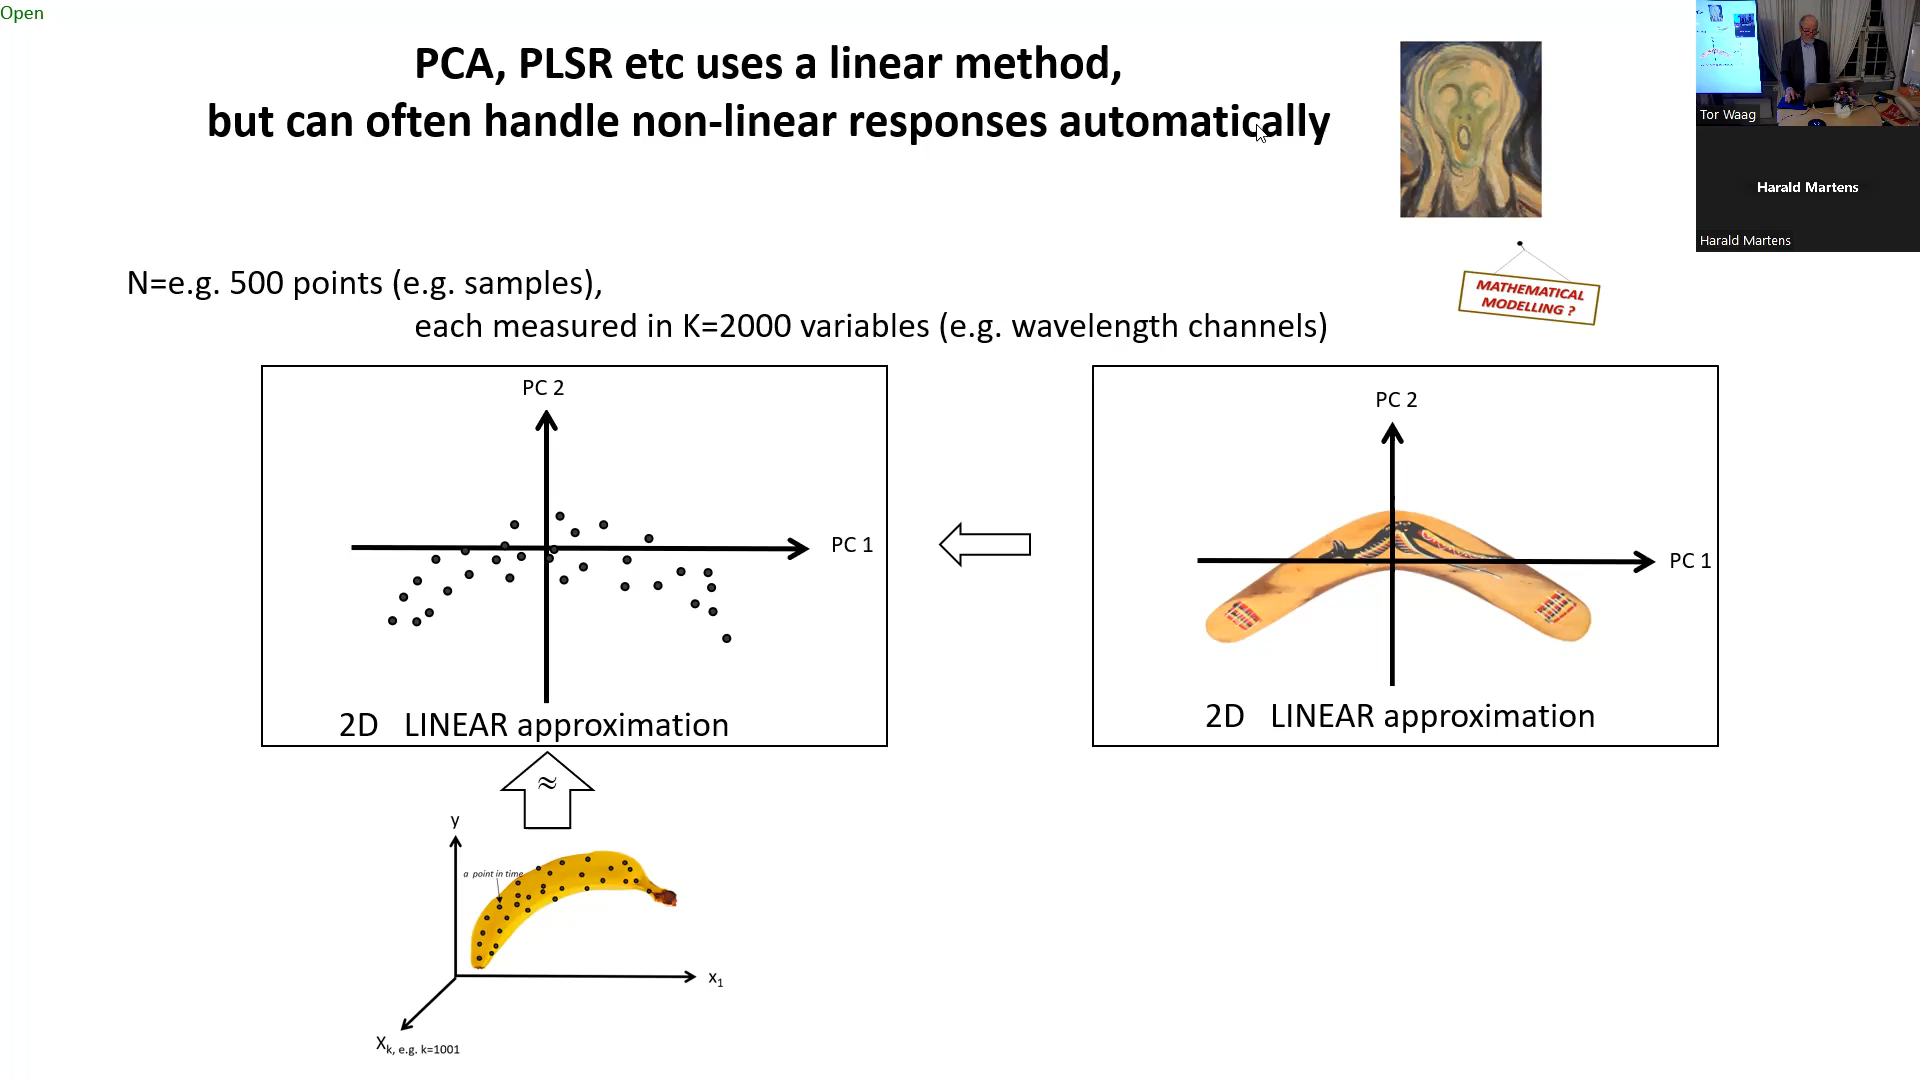 Open
PCA, PLSR etc uses a linear method,
but can often handle non-linear responses automatically
Tor Waag
Harald Martens
Harald Martens
MATHEMATICAL
MODELLING ?
N=e.g. 500 points (e.g. samples),
each measured in K=2000 variables (e.g. wavelength channels)
PC 2
PC 1
2D LINEAR approximation
PC 2
PC 1
2D LINEAR approximation
≈
y
a point in time
x1
Xk, e.g. k=1001